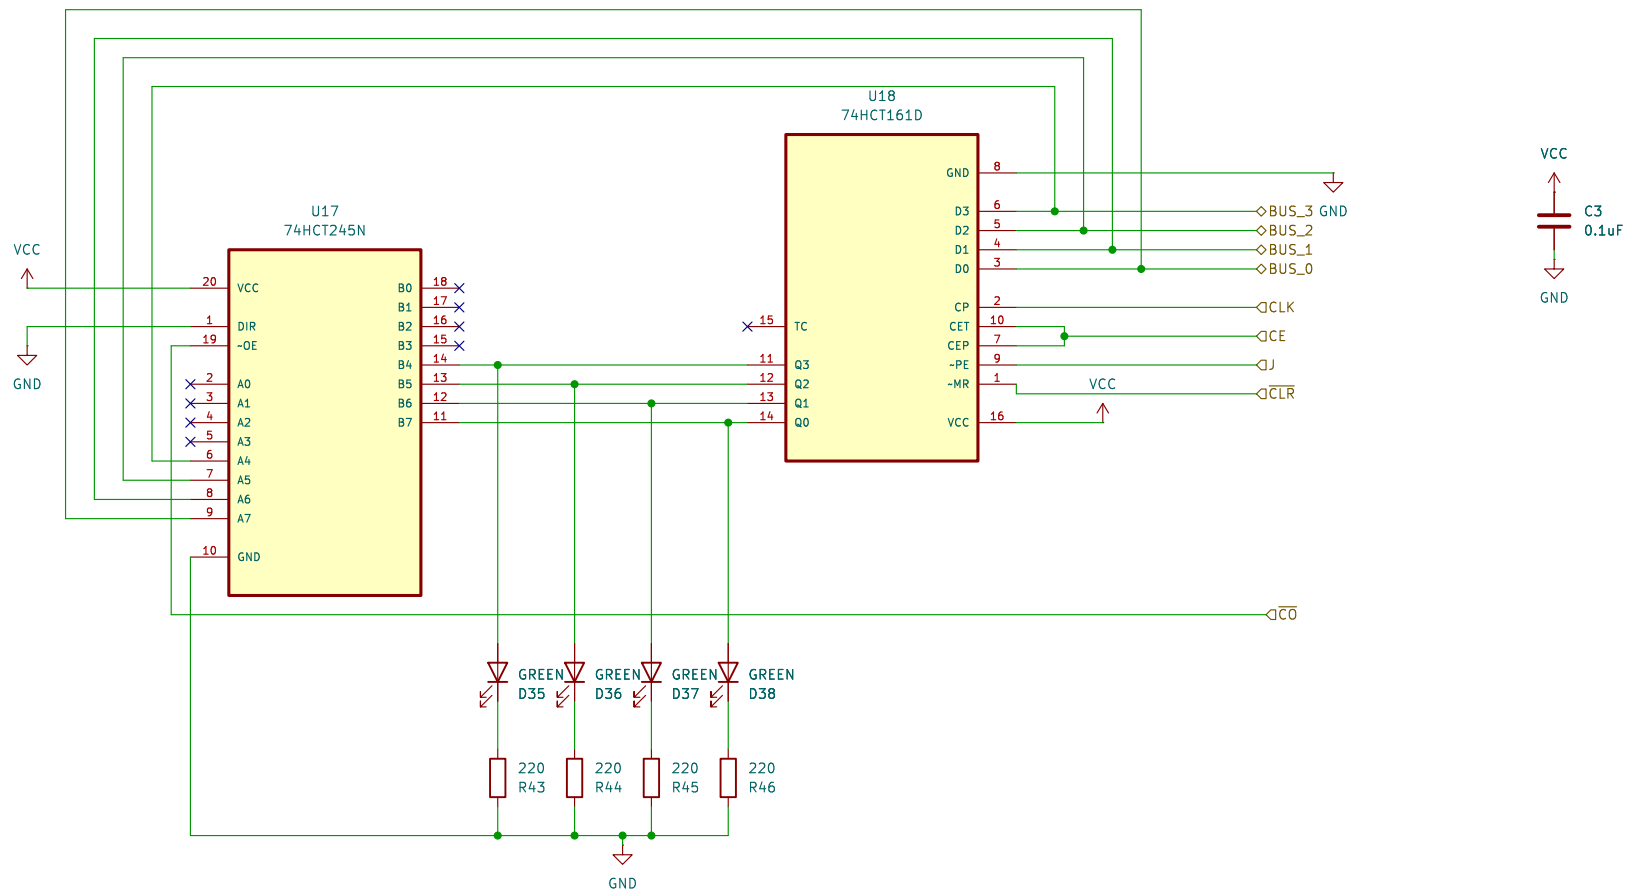 U18
74HCT161D
GND
8
D3
6
D2
5
D1
4
D0
3
CP
2
CET
10
CEP
7
~PE
9
~MR
1
VCC
16
15
TC
11
Q3
12
Q2
13
Q1
14
Q0
VCC
GND
BUS_3
BUS_2
BUS_1
BUS_0
CLK
CE
J
CLR
CO
VCC
C3
0.1uF
GND
U17
74HCT245N
VCC
GND
20
VCC
1
DIR
19
~OE
2
A0
3
A1
4
A2
5
A3
6
A4
7
A5
8
A6
9
A7
10
GND
B0
18
B1
17
B2
16
B3
15
B4
14
B5
13
B6
12
B7
11
GREEN
D35
GREEN
D36
GREEN
D37
GREEN
D38
220
R43
220
R44
220
R45
220
R46
GND